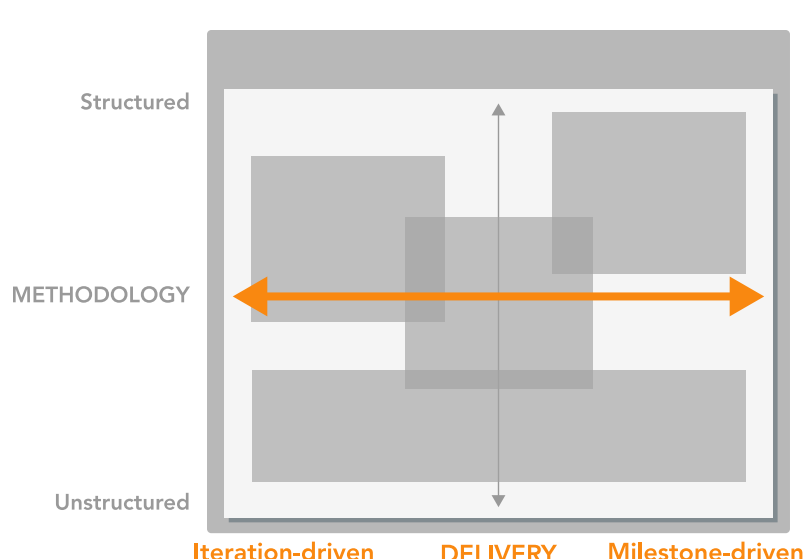 Structured
METHODOLOGY
Unstructured
Iteration-driven DELIVERY Milestone-driven